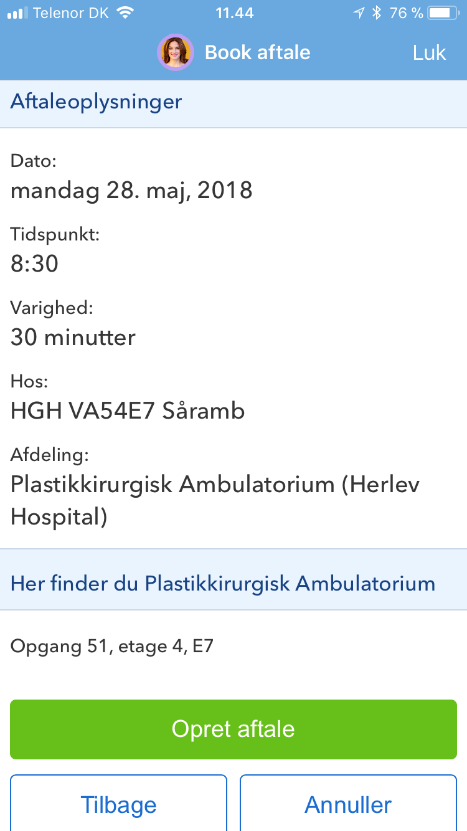 Telenor DK 11.44 76 %
Book aftale Luk
Aftaleoplysninger
Dato:
mandag 28. maj, 2018
Tidspunkt:
8:30
Varighed:
30 minutter
Hos:
HGH VA54E7 Såramb
Afdeling:
Plastikkirurgisk Ambulatorium (Herlev
Hospital)
Her finder du Plastikkirurgisk Ambulatorium
Opgang 51, etage 4, E7
Opret aftale
Tilbage Annuller